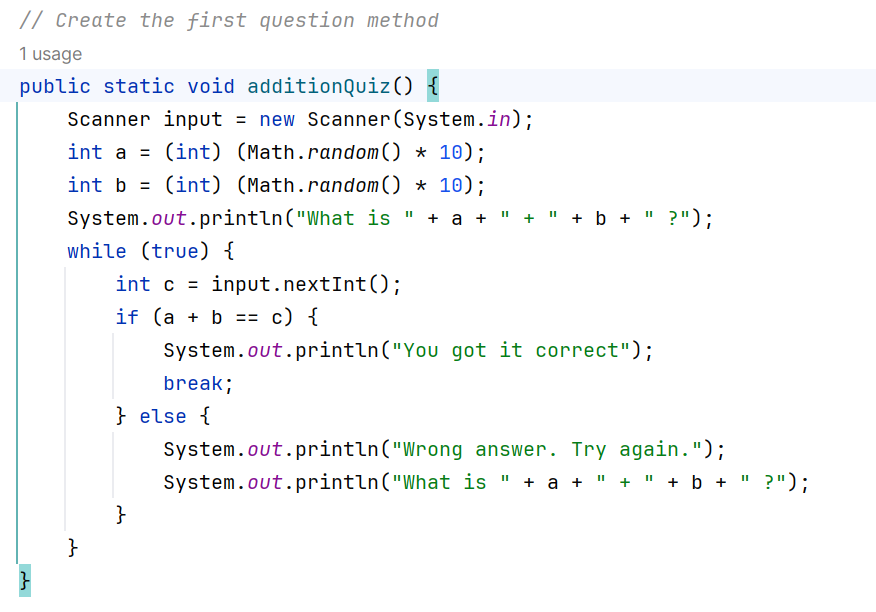 // Create the first question method
1 usage
public static void additionQuiz() {
    Scanner input = new Scanner(System.in);
    int a = (int) (Math.random() * 10);
    int b = (int) (Math.random() * 10);
    System.out.println("What is " + a + " + " + b + " ?");
    while (true) {
        int c = input.nextInt();
        if (a + b == c) {
            System.out.println("You got it correct");
            break;
        } else {
            System.out.println("Wrong answer. Try again.");
            System.out.println("What is " + a + " + " + b + " ?");
        }
    }
}